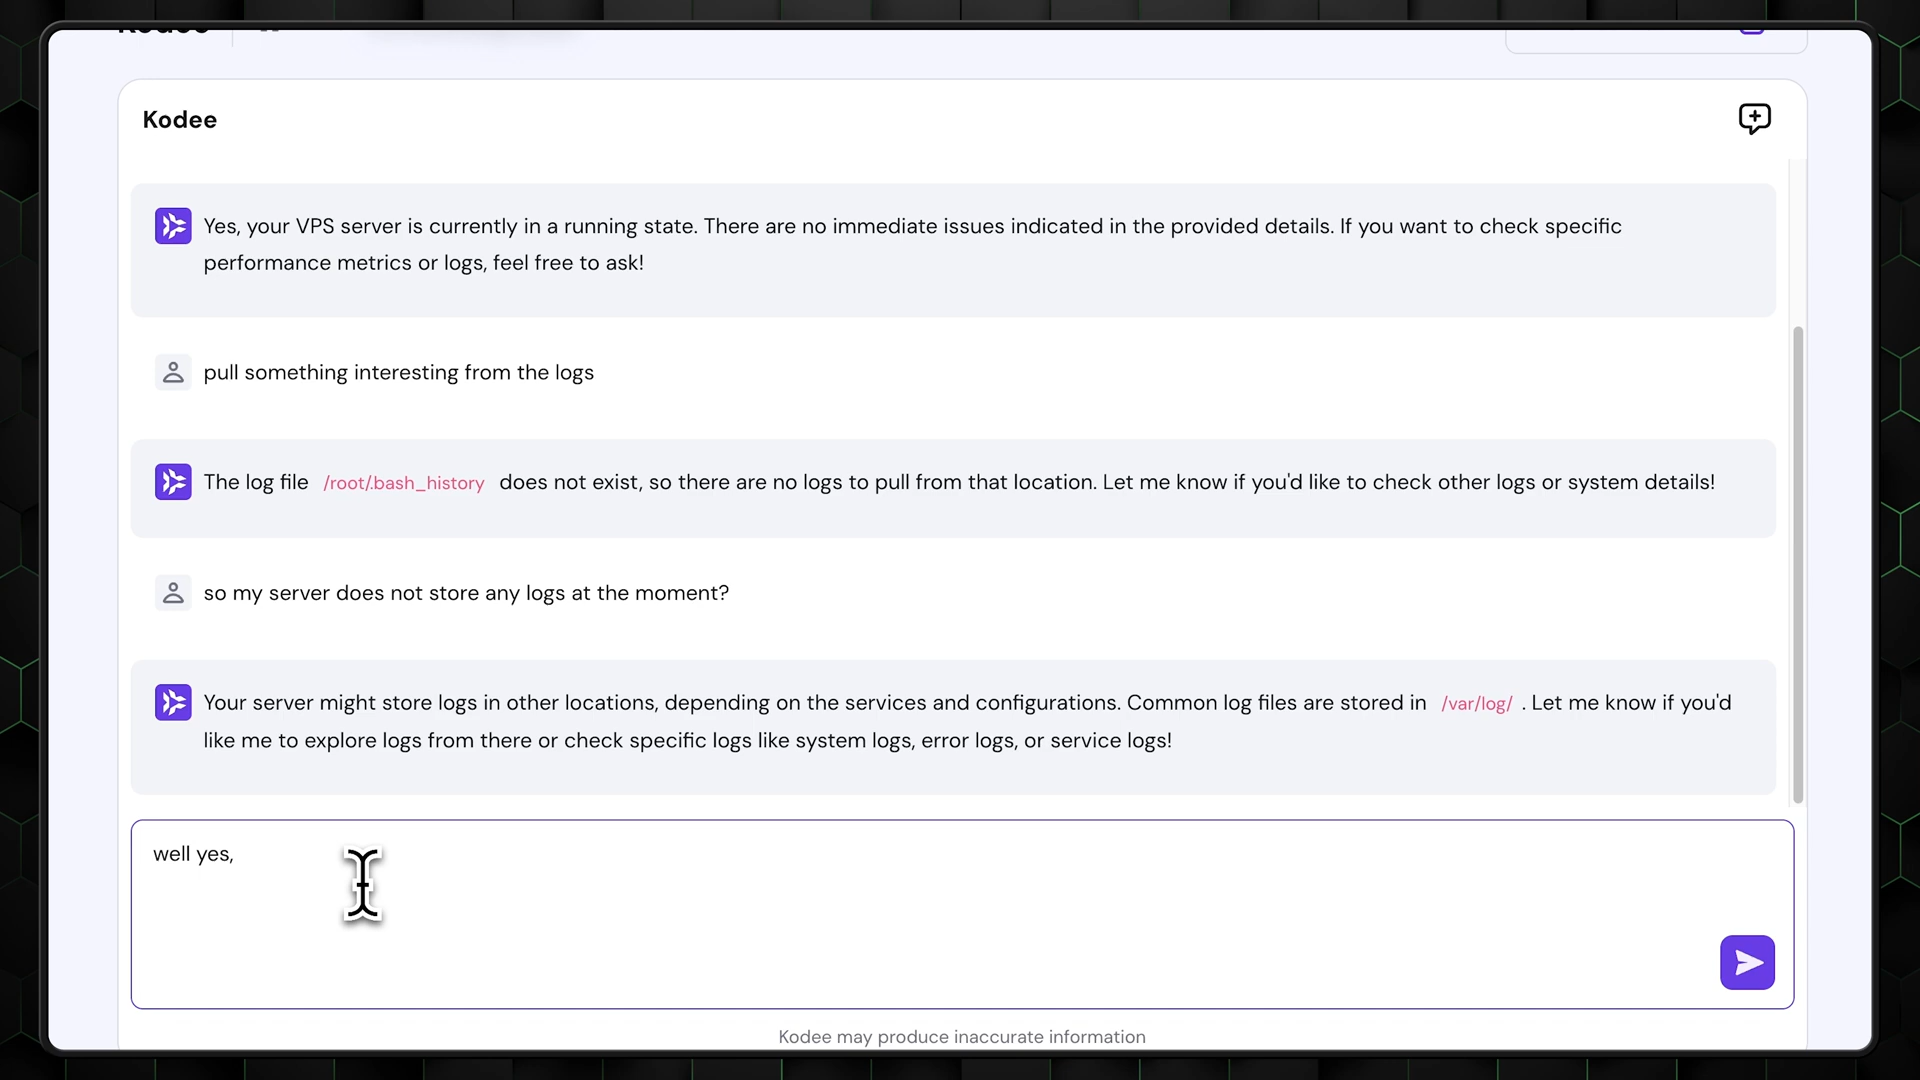 Kodee
Kodee
Yes, your VPS server is currently in a running state. There are no immediate issues indicated in the provided details. If you want to check specific
performance metrics or logs, feel free to ask!
pull something interesting from the logs
The log file /root/.bash_history does not exist, so there are no logs to pull from that location. Let me know if you'd like to check other logs or system details!
so my server does not store any logs at the moment?
Your server might store logs in other locations, depending on the services and configurations. Common log files are stored in /var/log/ . Let me know if you'd
like me to explore logs from there or check specific logs like system logs, error logs, or service logs!
well yes,
Kodee may produce inaccurate information